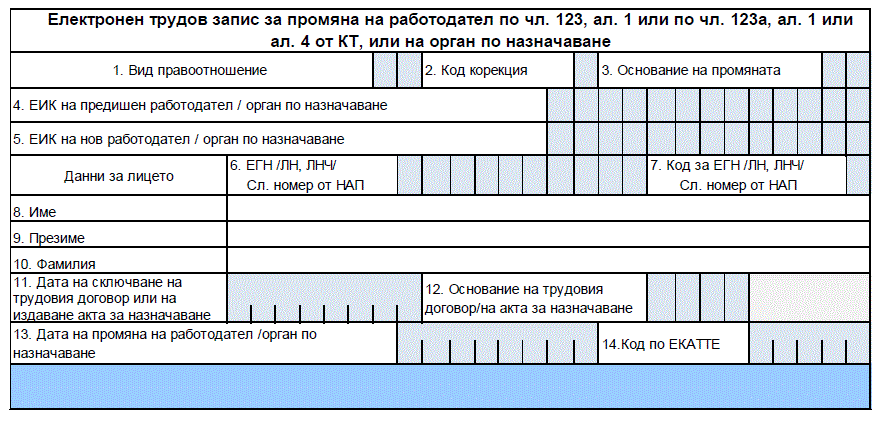 Електронен трудов запис за промяна на работодател по чл. 123, ал. 1 или по чл. 123а, ал. 1 или
ал. 4 от КТ, или на орган по назначаване
1. Вид правоотношение
2. Код корекция
3. Основание на промяната
4. ЕИК на предишен работодател / орган по назначаване
5. ЕИК на нов работодател / орган по назначаване
Данни за лицето
6. ЕГН /ЛН, ЛНЧ/
Сл. номер от НАП
7. Код за ЕГН /ЛН, ЛНЧ/
Сл. номер от НАП
8. Име
9. Презиме
10. Фамилия
11. Дата на сключване на
трудовия договор или на
издаване акта за назначаване
12. Основание на трудовия
договор/на акта за назначаване
13. Дата на промяна на работодател /орган по
назначаване
14.Код по ЕКАТТЕ